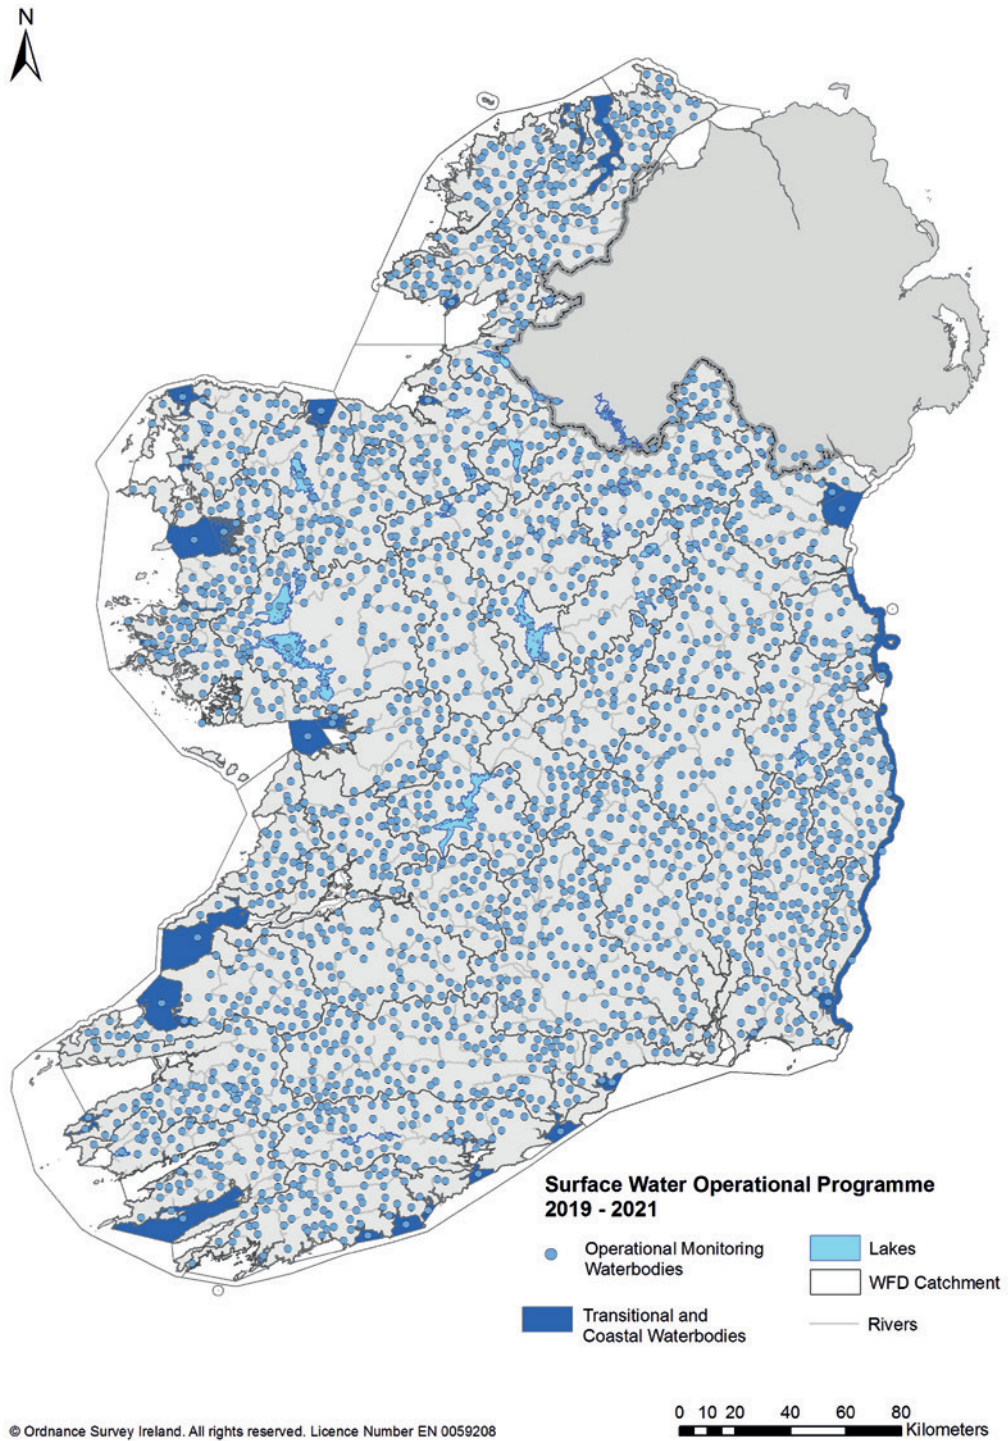 N
Surface Water Operational Programme
2019 - 2021
Operational Monitoring
Waterbodies
Lakes
WFD Catchment
Transitional and
Coastal Waterbodies
Rivers
0 10 20 40 60 80
Kilometers
© Ordnance Survey Ireland. All rights reserved. Licence Number EN 0059208